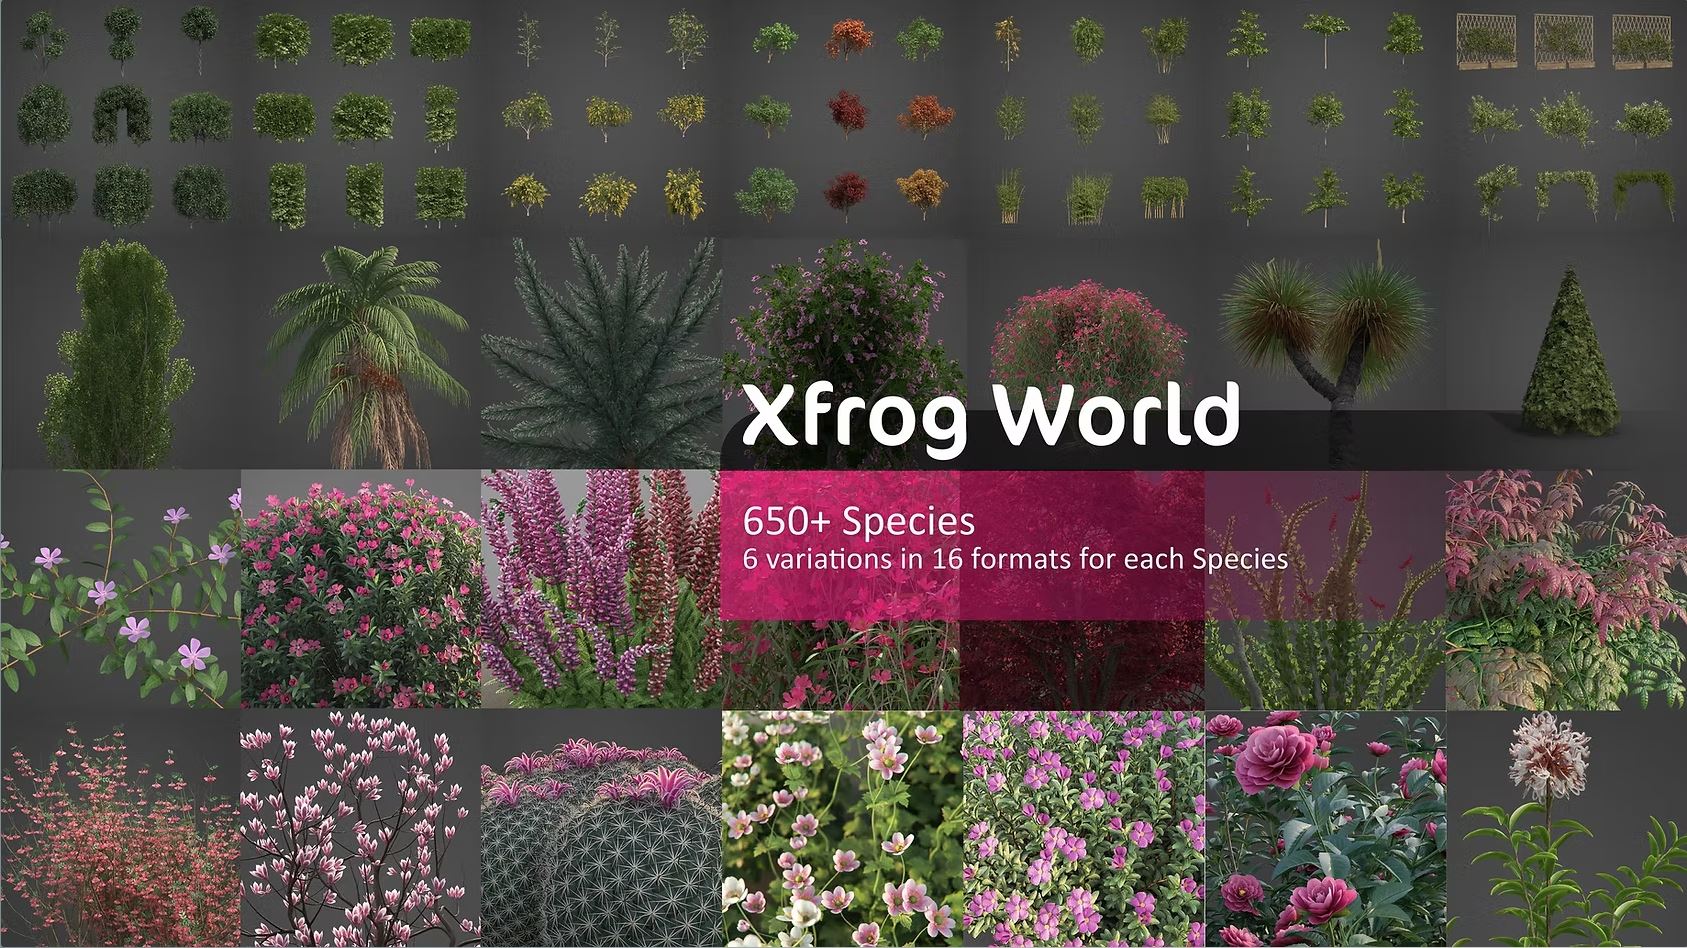 Xfrog World
650+ Species
6 variations in 16 formats for each Species